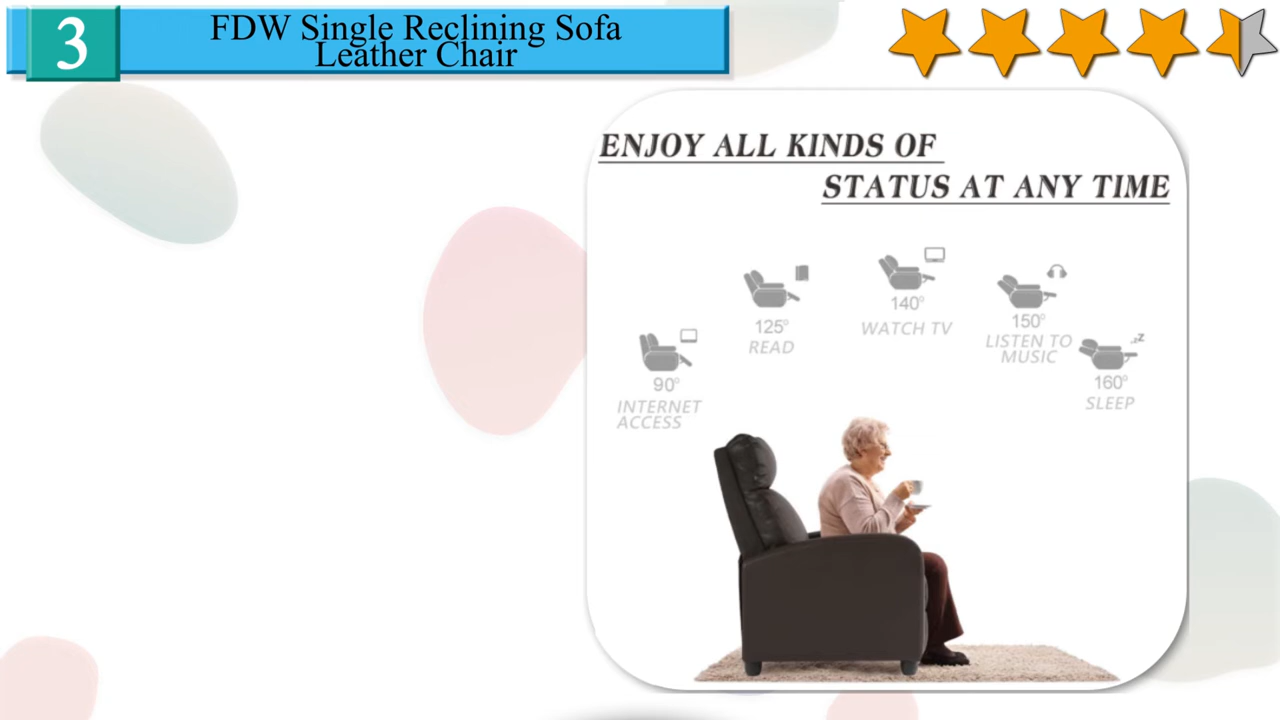 3
FDW Single Reclining Sofa
Leather Chair
ENJOY ALL KINDS OF
STATUS AT ANY TIME
140°
WATCH TV
125°
READ
150°
LISTEN TO
MUSIC
zZ
160°
SLEEP
90°
INTERNET
ACCESS